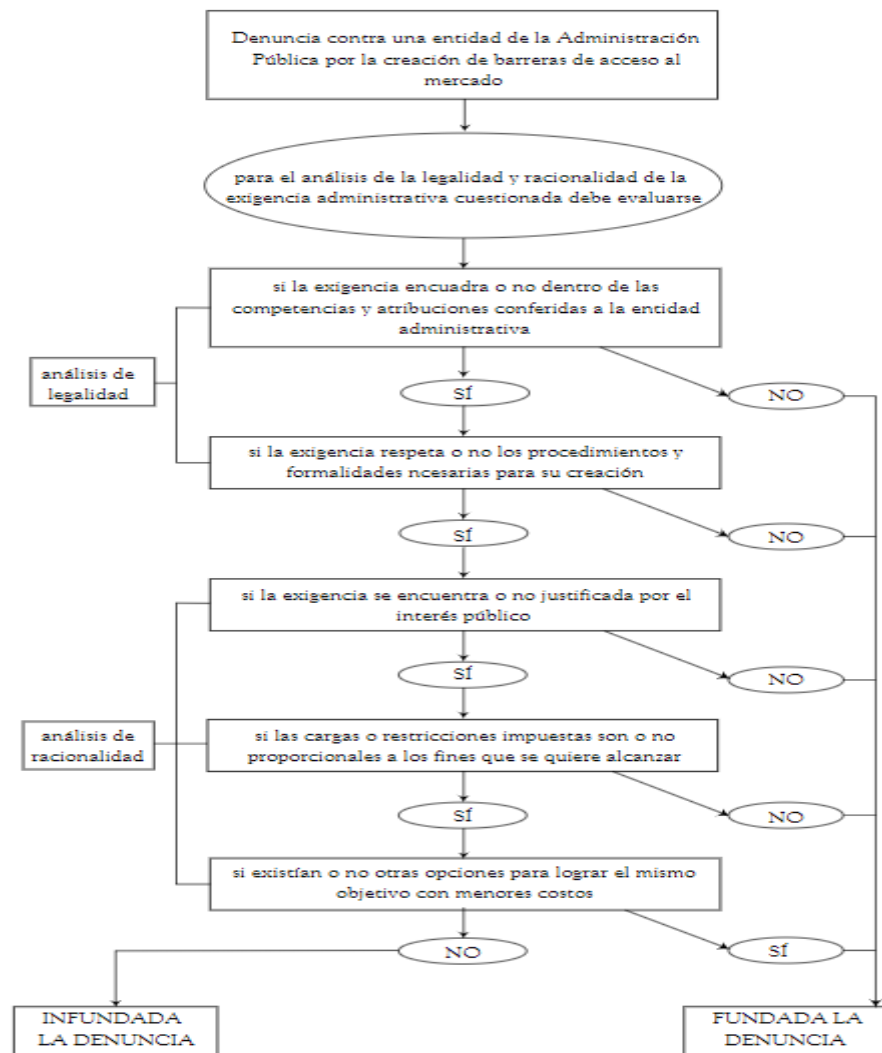 Denuncia contra una entidad de la Administración
Pública por la creación de barreras de acceso al
mercado
para el análisis de la legalidad y racionalidad de la
exigencia administrativa cuestionada debe evaluarse
si la exigencia encuadra o no dentro de las
competencias y atribuciones conferidas a la entidad
administrativa
análisis de
legalidad
SÍ
NO
si la exigencia respeta o no los procedimientos y
formalidades ncesarias para su creación
SÍ
NO
si la exigencia se encuentra o no justificada por el
interés público
SÍ
NO
análisis de
racionalidad
si las cargas o restricciones impuestas son o no
proporcionales a los fines que se quiere alcanzar
SÍ
NO
si existían o no otras opciones para lograr el mismo
objetivo con menores costos
NO
SÍ
INFUNDADA
LA DENUNCIA
FUNDADA LA
DENUNCIA